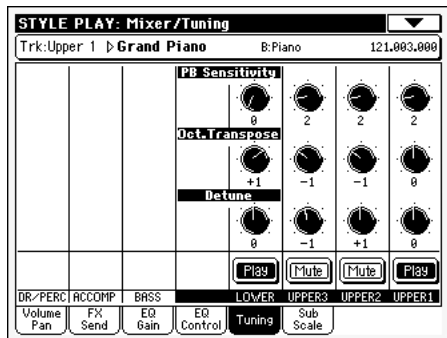 STYLE PLAY: Mixer/Tuning
Trk:Upper 1 ▷Grand Piano B:Piano 121.003.000
PB Sensitivity
0 2 2 2
Oct.Transpose
+1 -1 -1 0
Detune
0 -1 +1 0
Play Mute Mute Play
DR/PERC ACCOMP BASS LOWER UPPER3 UPPER2 UPPER1
Volume Pan FX Send EQ Gain EQ Control Tuning Sub Scale